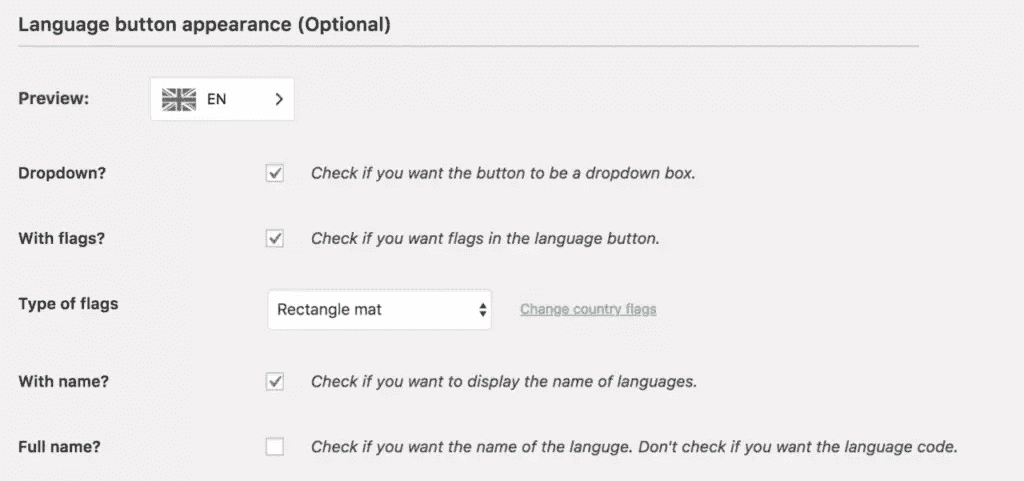 Language button appearance (Optional)
Preview:
EN
Dropdown?
Check if you want the button to be a dropdown box.
With flags?
Check if you want flags in the language button.
Type of flags
Rectangle mat
Change country flags
With name?
Check if you want to display the name of languages.
Full name?
Check if you want the name of the languge. Don't check if you want the language code.